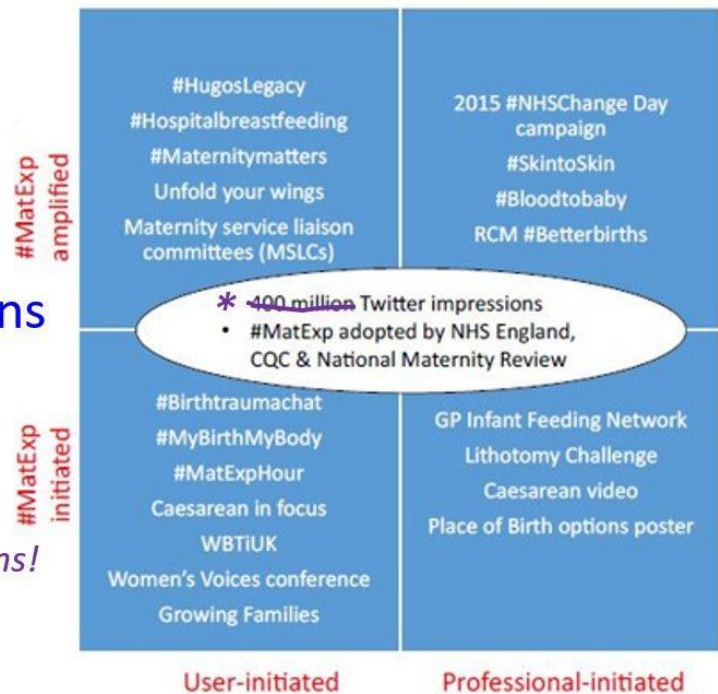 #MatExp
amplified
#HugosLegacy
#Hospitalbreastfeeding
#Maternitymatters
Unfold your wings
Maternity service liaison
committees (MSLCs)
2015 #NHSChange Day
campaign
#SkintoSkin
#Bloodtobaby
RCM #Betterbirths
ns
* 400 million Twitter impressions
• #MatExp adopted by NHS England,
CQC & National Maternity Review
#MatExp
initiated
#Birthtraumachat
#MyBirthMyBody
#MatExpHour
Caesarean in focus
WBTiUK
Women's Voices conference
Growing Families
GP Infant Feeding Network
Lithotomy Challenge
Caesarean video
Place of Birth options poster
ns!
User-initiated
Professional-initiated